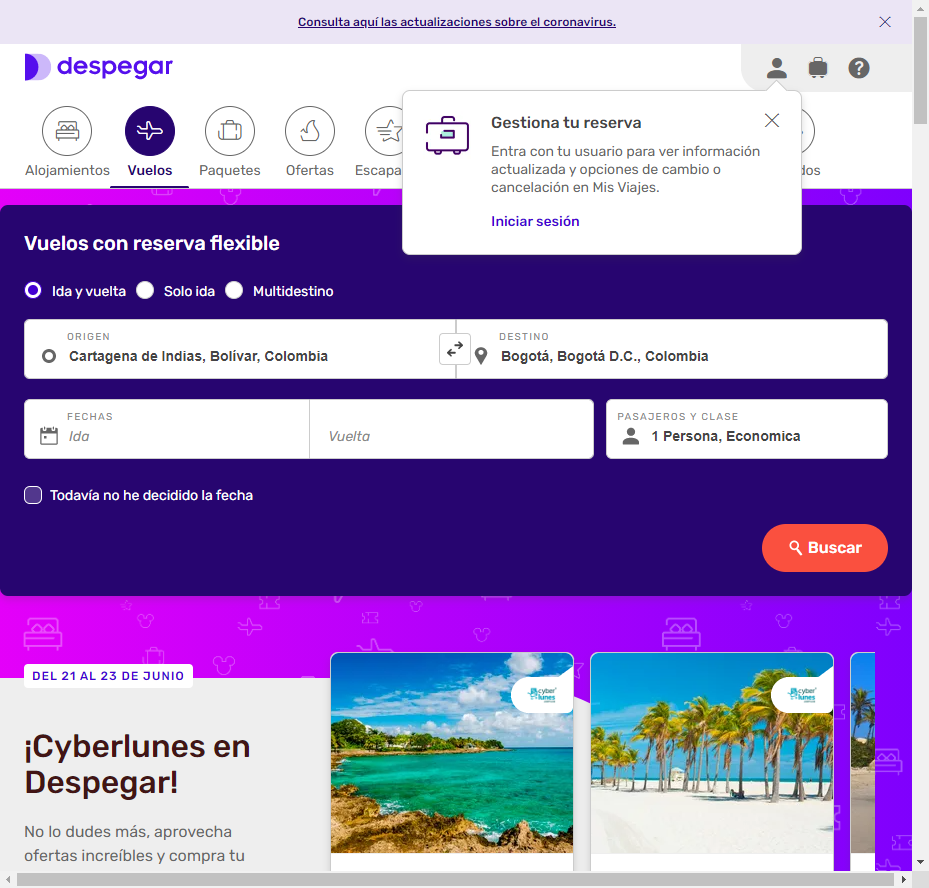 Consulta aquí las actualizaciones sobre el coronavirus.
despegar
Alojamientos
Vuelos
Paquetes
Ofertas
Escapa
dos
Gestiona tu reserva
Entra con tu usuario para ver información
actualizada y opciones de cambio o
cancelación en Mis Viajes.
Iniciar sesión
Vuelos con reserva flexible
Ida y vuelta
Solo ida
Multidestino
ORIGEN
Cartagena de Indias, Bolívar, Colombia
DESTINO
Bogotá, Bogotá D.C., Colombia
FECHAS
Ida
Vuelta
PASAJEROS Y CLASE
1 Persona, Economica
Todavía no he decidido la fecha
Buscar
DEL 21 AL 23 DE JUNIO
¡Cyberlunes en
Despegar!
No lo dudes más, aprovecha
ofertas increíbles y compra tu
cyber
lunes
cyber
lunes